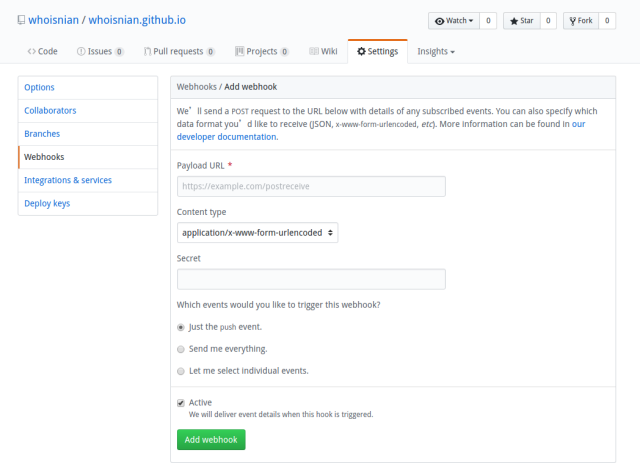 whoisnian / whoisnian.github.io
Watch 0 Star 0 Fork 0
Code Issues 0 Pull requests 0 Projects 0 Wiki Settings Insights
Options
Collaborators
Branches
Webhooks
Integrations & services
Deploy keys
Webhooks / Add webhook
We’ll send a POST request to the URL below with details of any subscribed events. You can also specify which
data format you’d like to receive (JSON, x-www-form-urlencoded, etc). More information can be found in our
developer documentation.
Payload URL *
https://example.com/postreceive
Content type
application/x-www-form-urlencoded
Secret
Which events would you like to trigger this webhook?
Just the push event.
Send me everything.
Let me select individual events.
Active
We will deliver event details when this hook is triggered.
Add webhook